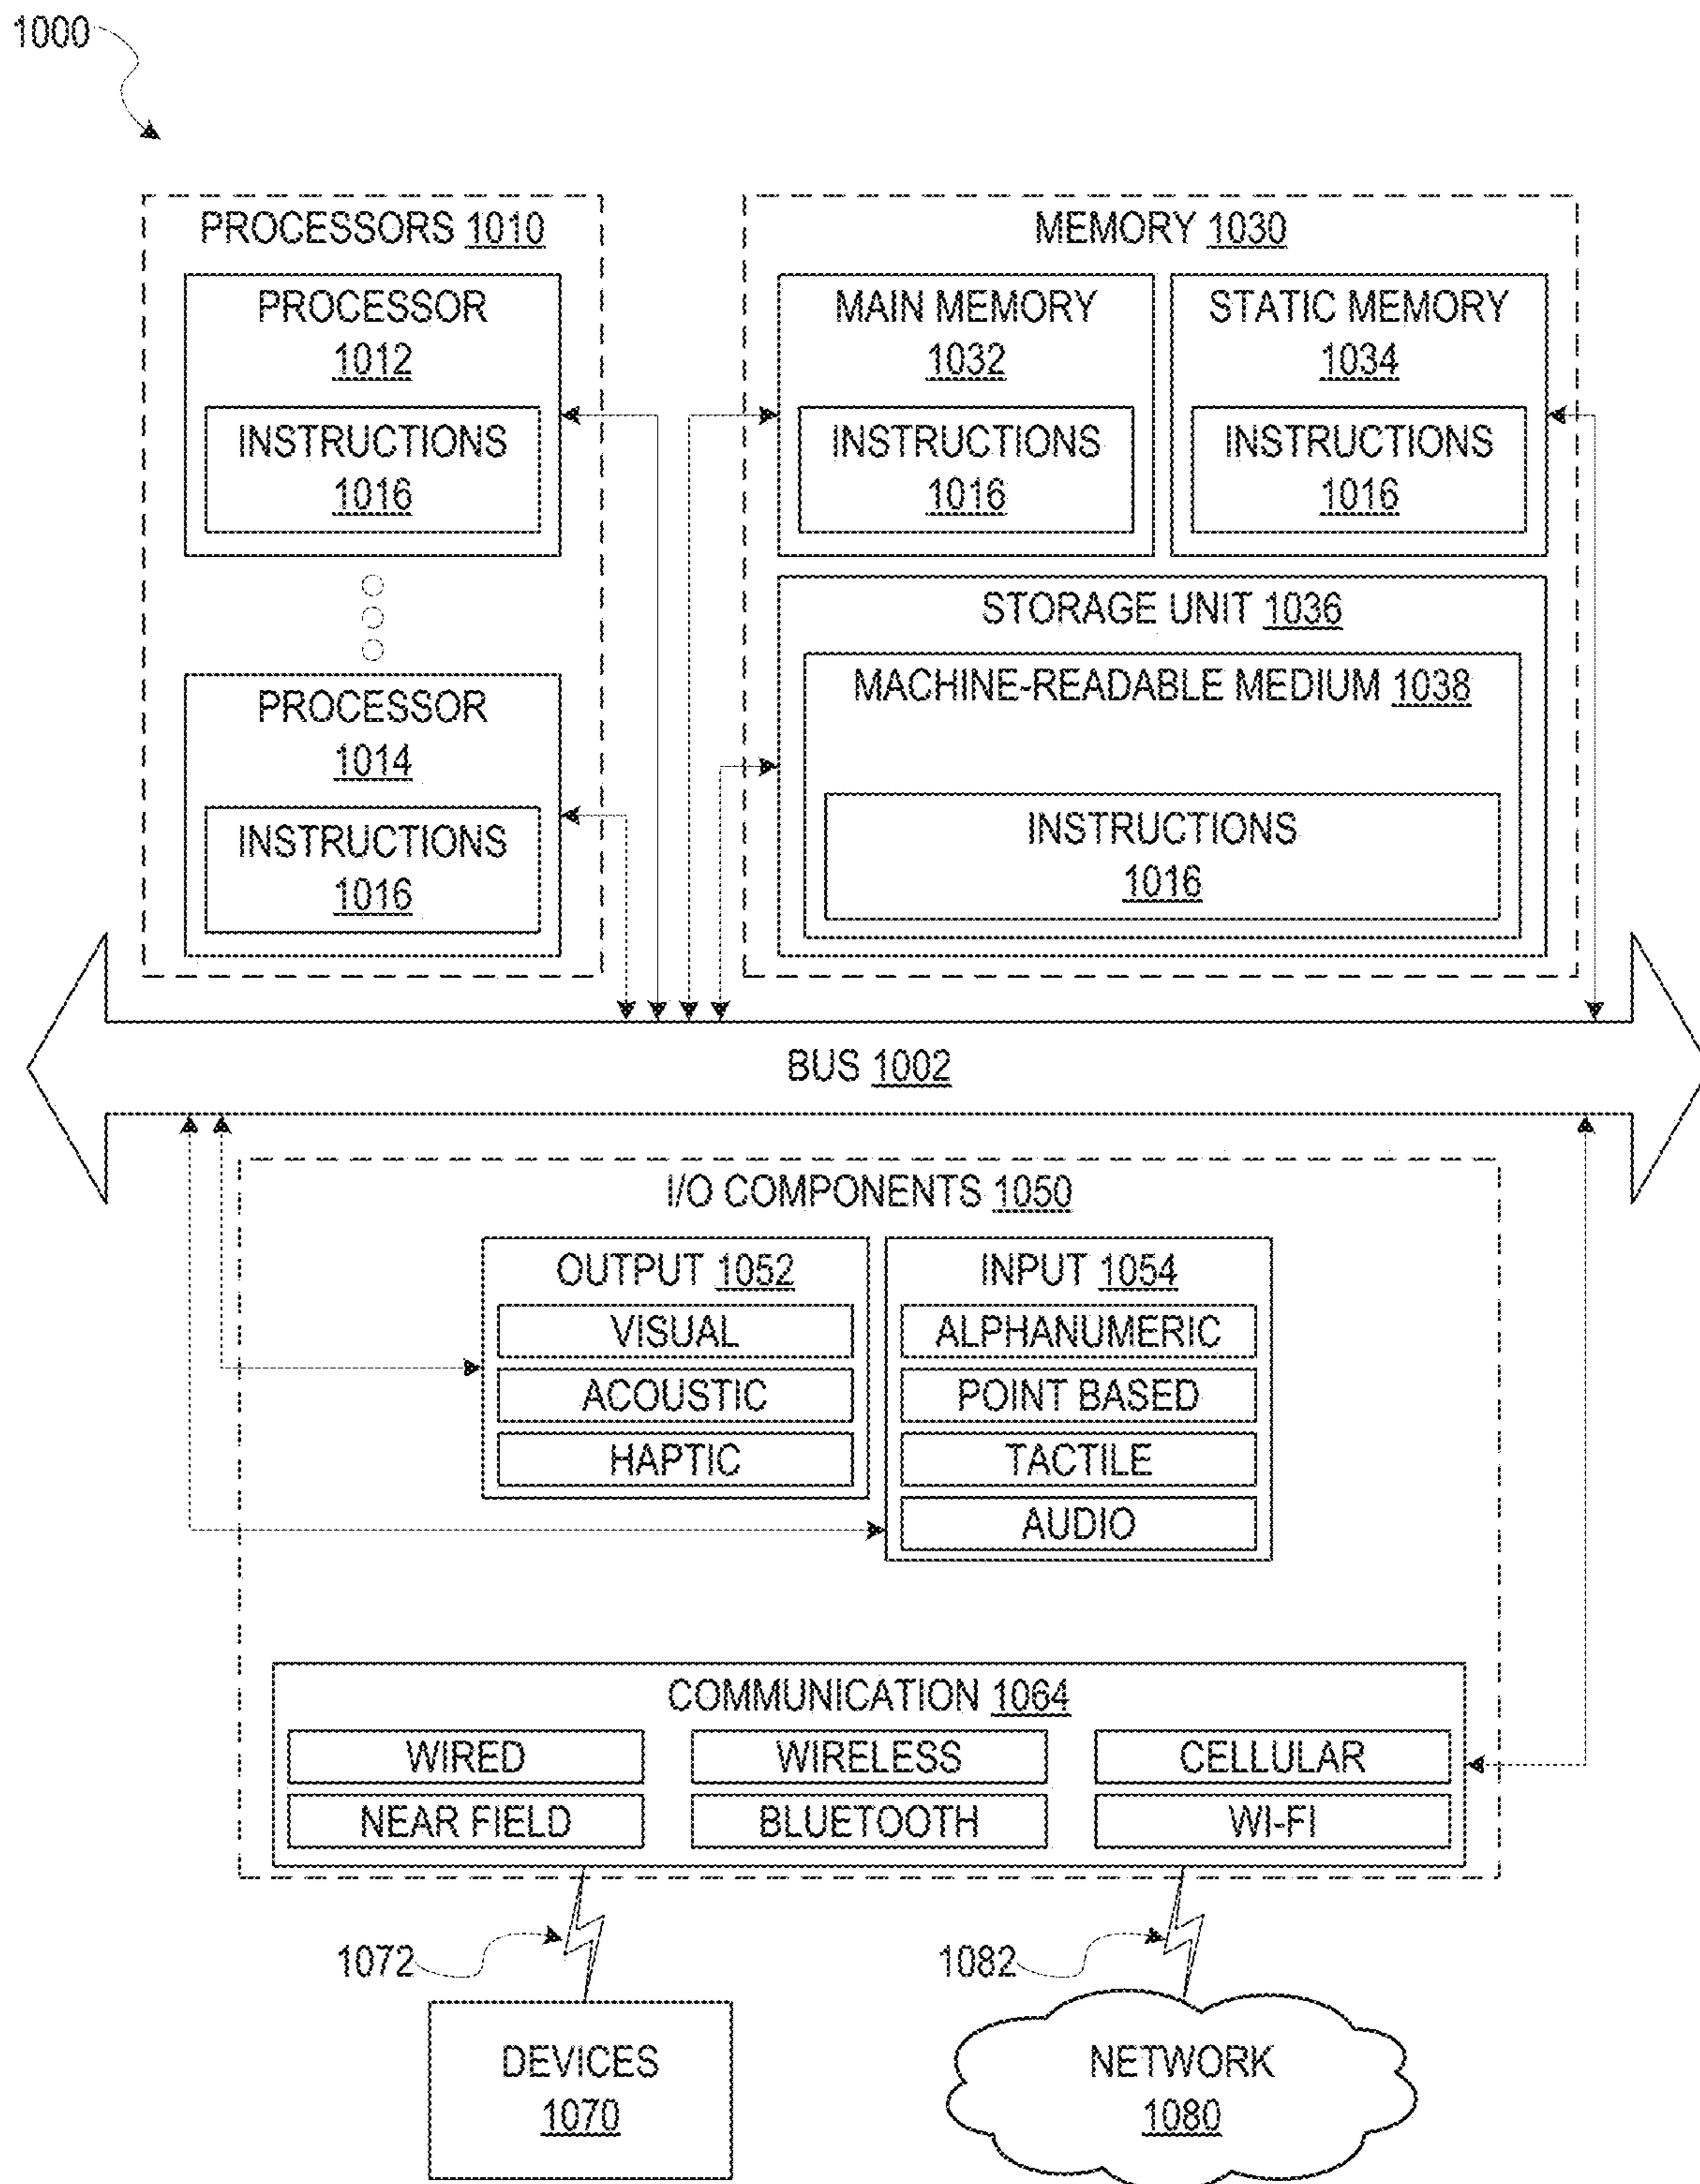 1000
PROCESSORS 1010
PROCESSOR
1012
INSTRUCTIONS
1016
PROCESSOR
1014
INSTRUCTIONS
1016
MEMORY 1030
MAIN MEMORY
1032
INSTRUCTIONS
1016
STATIC MEMORY
1034
INSTRUCTIONS
1016
STORAGE UNIT 1036
MACHINE-READABLE MEDIUM 1038
INSTRUCTIONS
1016
BUS 1002
I/O COMPONENTS 1050
OUTPUT 1052
VISUAL
ACOUSTIC
HAPTIC
INPUT 1054
ALPHANUMERIC
POINT BASED
TACTILE
AUDIO
COMMUNICATION 1064
WIRED
WIRELESS
CELLULAR
NEAR FIELD
BLUETOOTH
WI-FI
1072
1082
DEVICES
1070
NETWORK
1080